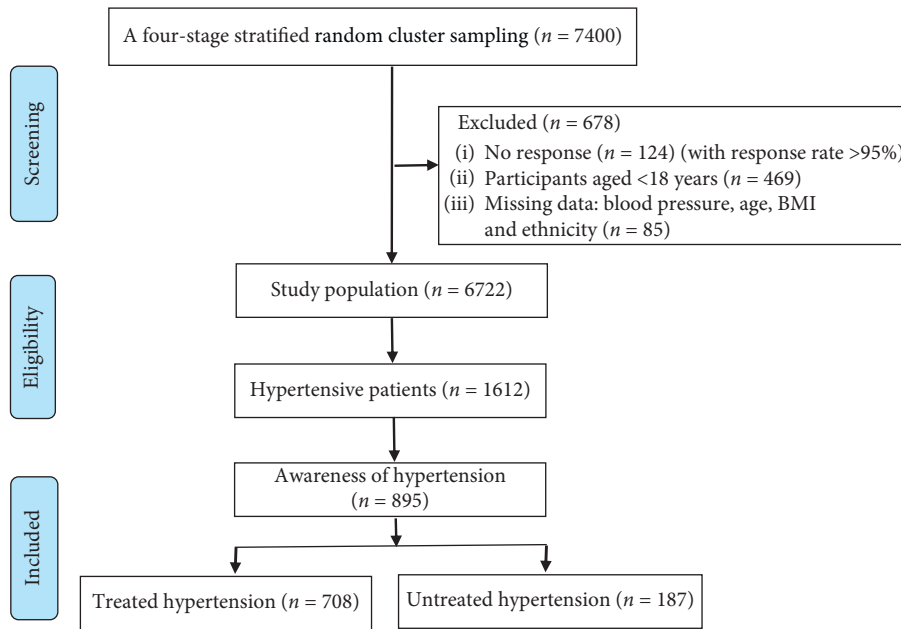 A four-stage stratified random cluster sampling (n = 7400)
Screening
Excluded (n = 678)
(i) No response (n = 124) (with response rate >95%)
(ii) Participants aged <18 years (n = 469)
(iii) Missing data: blood pressure, age, BMI
and ethnicity (n = 85)
Eligibility
Study population (n = 6722)
Hypertensive patients (n = 1612)
Included
Awareness of hypertension
(n = 895)
Treated hypertension (n = 708)
Untreated hypertension (n = 187)